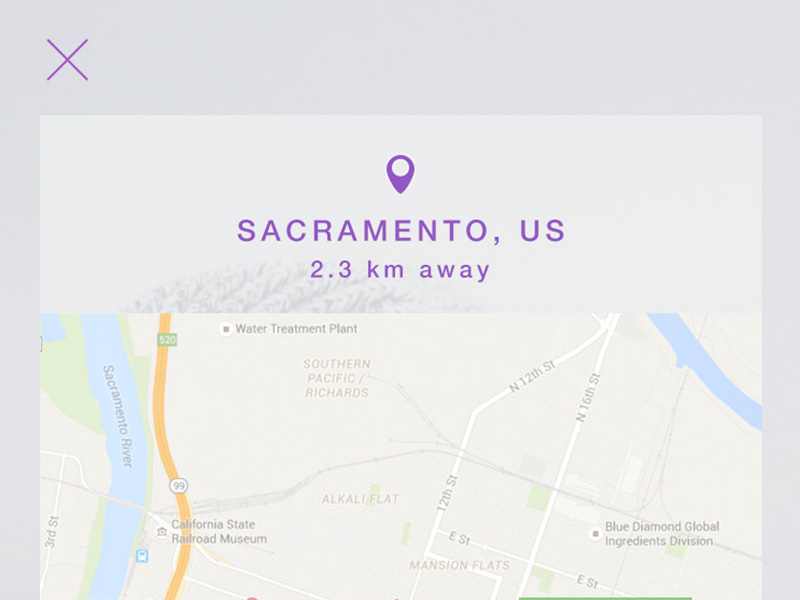 SACRAMENTO, US
2.3 km away
Water Treatment Plant
520
SOUTHERN
PACIFIC /
RICHARDS
N 12th St
N 16th St
Sacramento River
99
ALKALI FLAT
12th St
California State
Railroad Museum
3rd St
Blue Diamond Global
Ingredients Division
E St
MANSION FLATS
E St